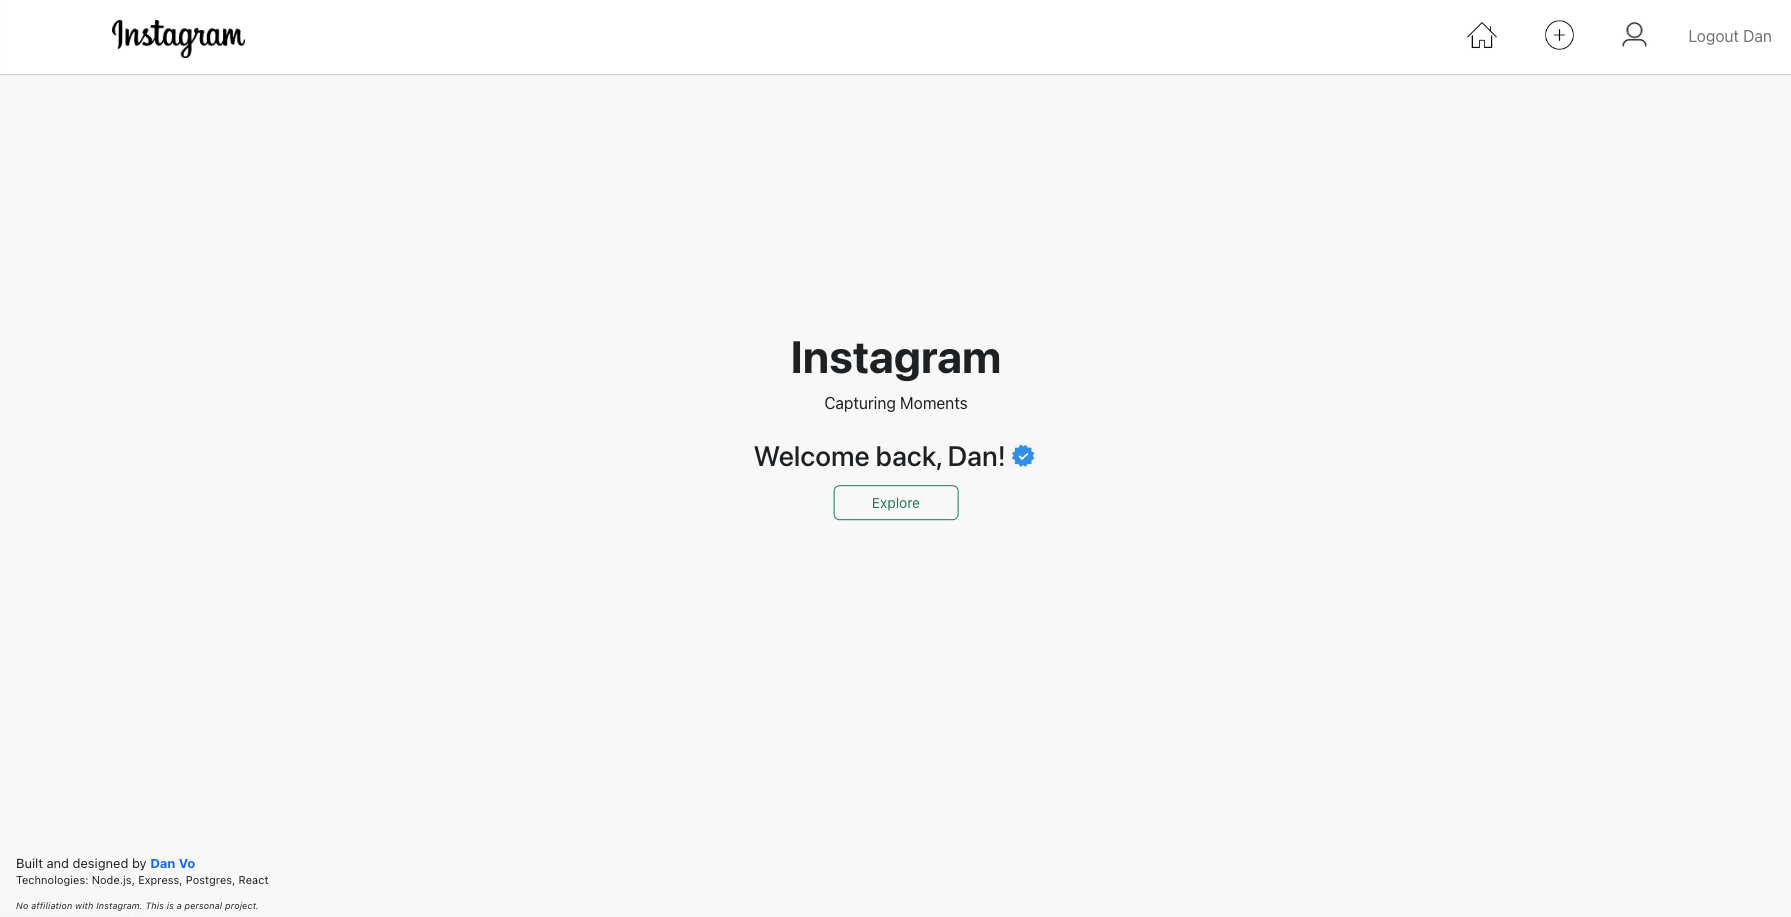 Instagram
Logout Dan
Instagram
Capturing Moments
Welcome back, Dan!
Explore
Built and designed by Dan Vo
Technologies: Node.js, Express, Postgres, React
No affiliation with Instagram. This is a personal project.